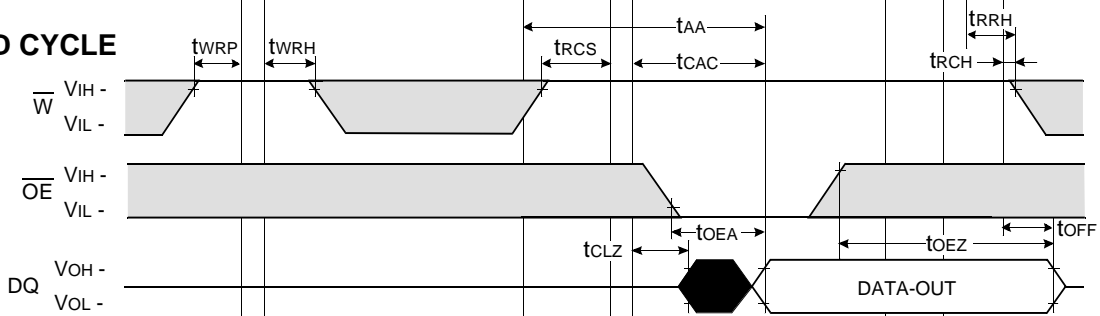 tRRH
tAA
D CYCLE
tWRP tWRH tRCS tCAC tRCH
W VIH -
VIL -
OE VIH -
VIL -
tOEA tOEZ tOFF
tCLZ
DQ VOH -
VOL -
DATA-OUT